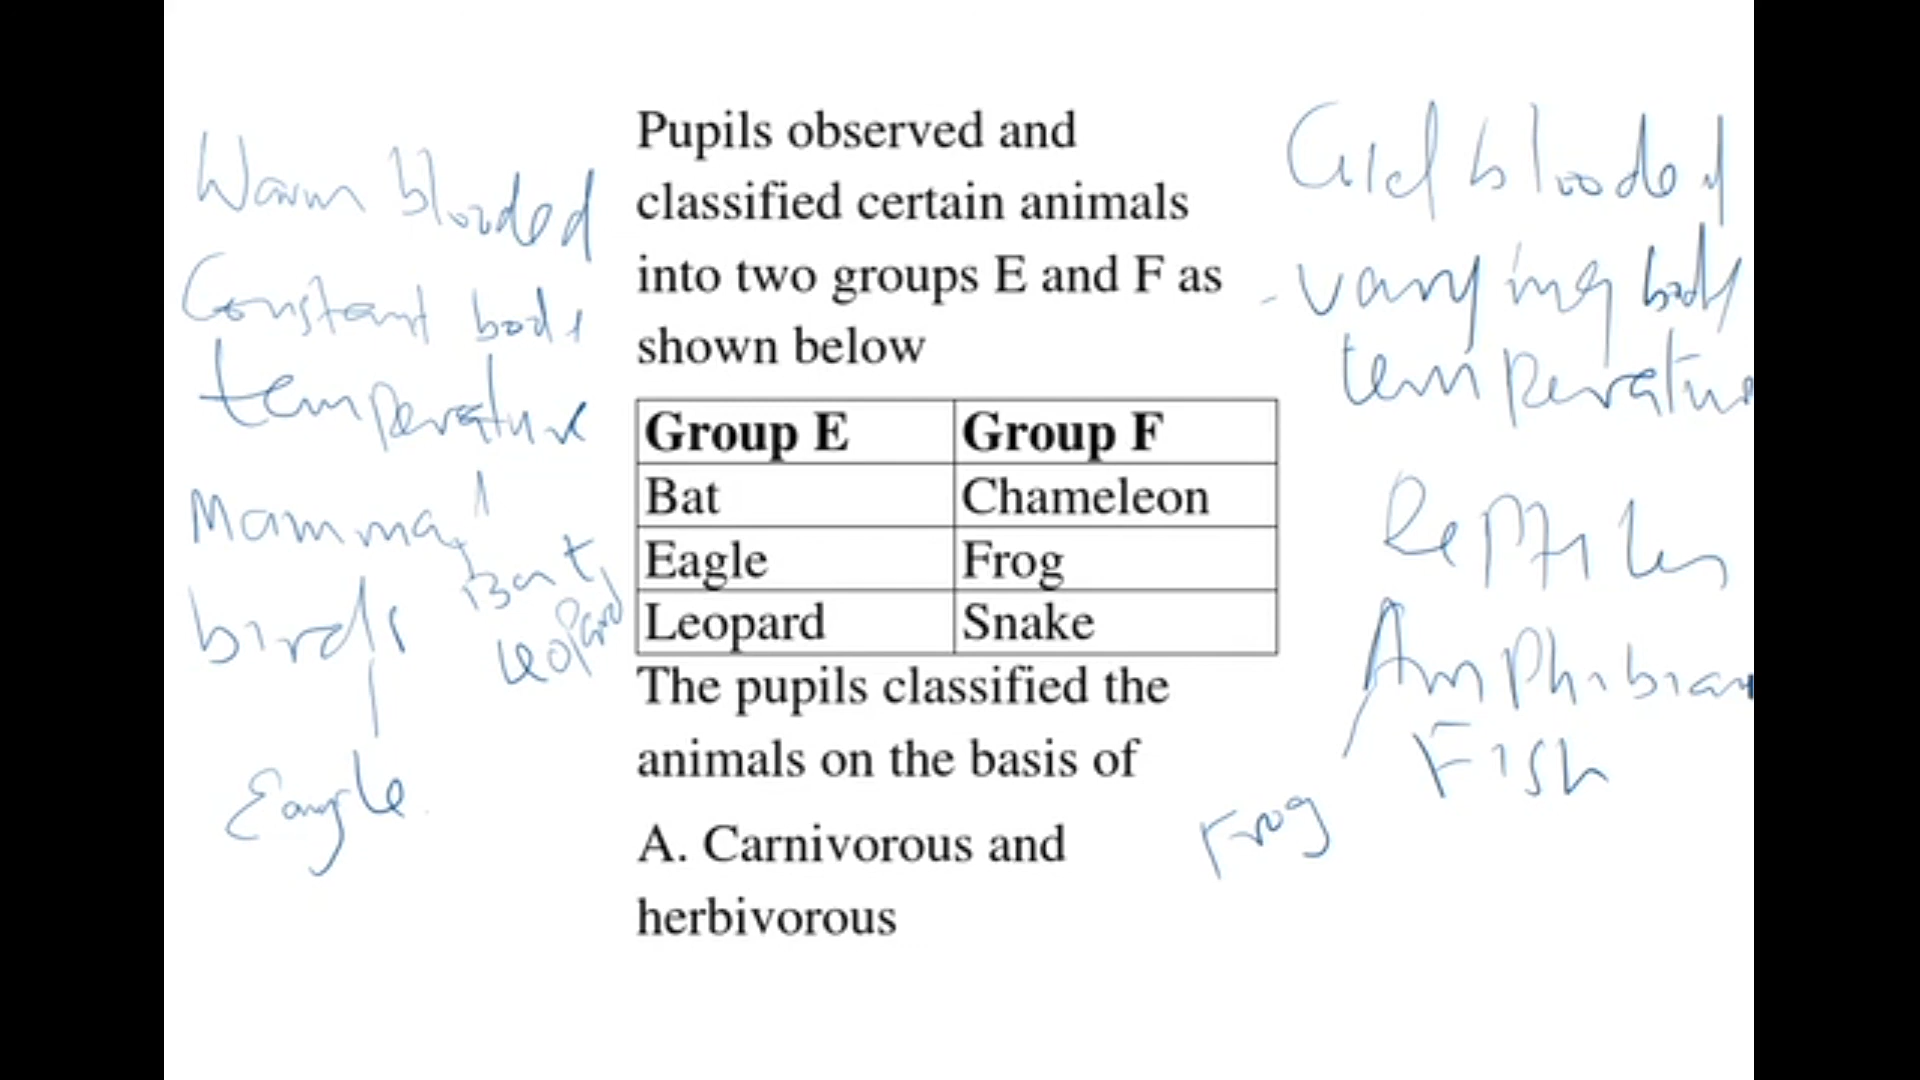 Warm blooded
Constant body
temperature
Mammal
Bat,
leopard
birds
Eagle
Pupils observed and
classified certain animals
into two groups E and F as
shown below
Group E Group F
Bat Chameleon
Eagle Frog
Leopard Snake
The pupils classified the
animals on the basis of
A. Carnivorous and
herbivorous
Cold blooded
- varying body
temperature
Reptiles
Amphibian
Fish
Frog